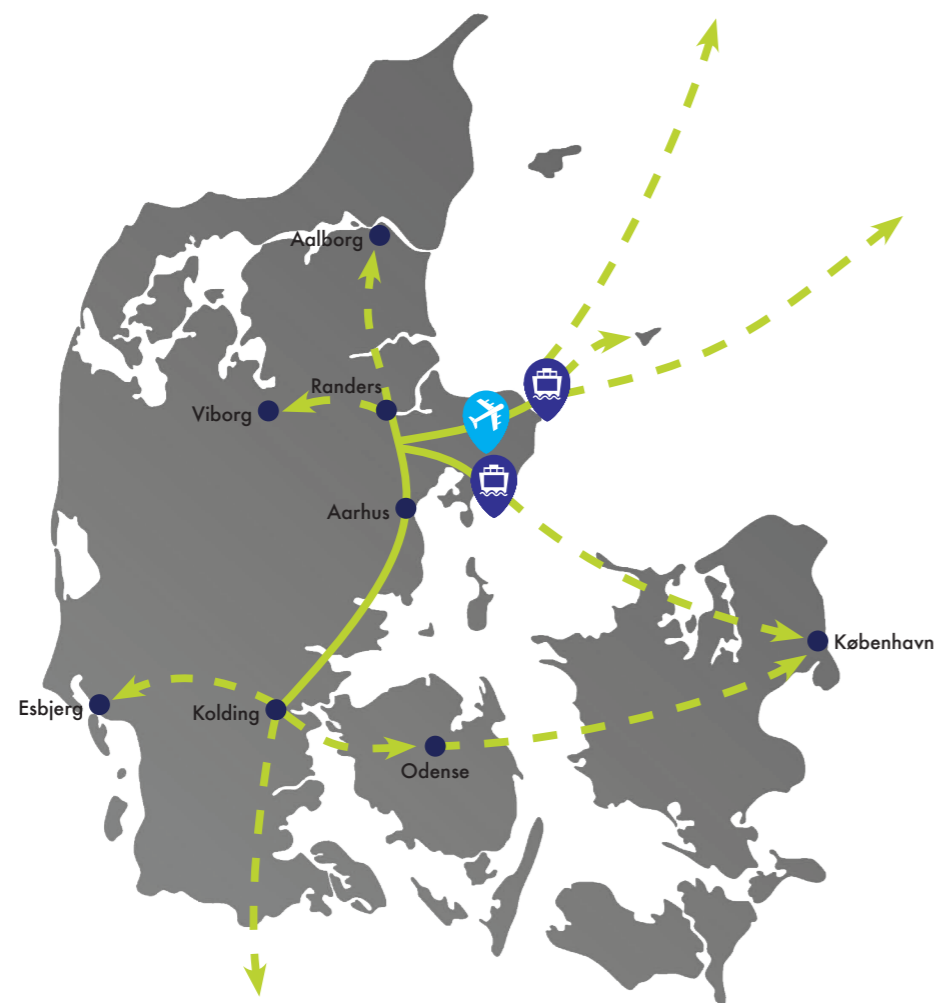 Aalborg
Randers
Viborg
Aarhus
København
Esbjerg
Kolding
Odense